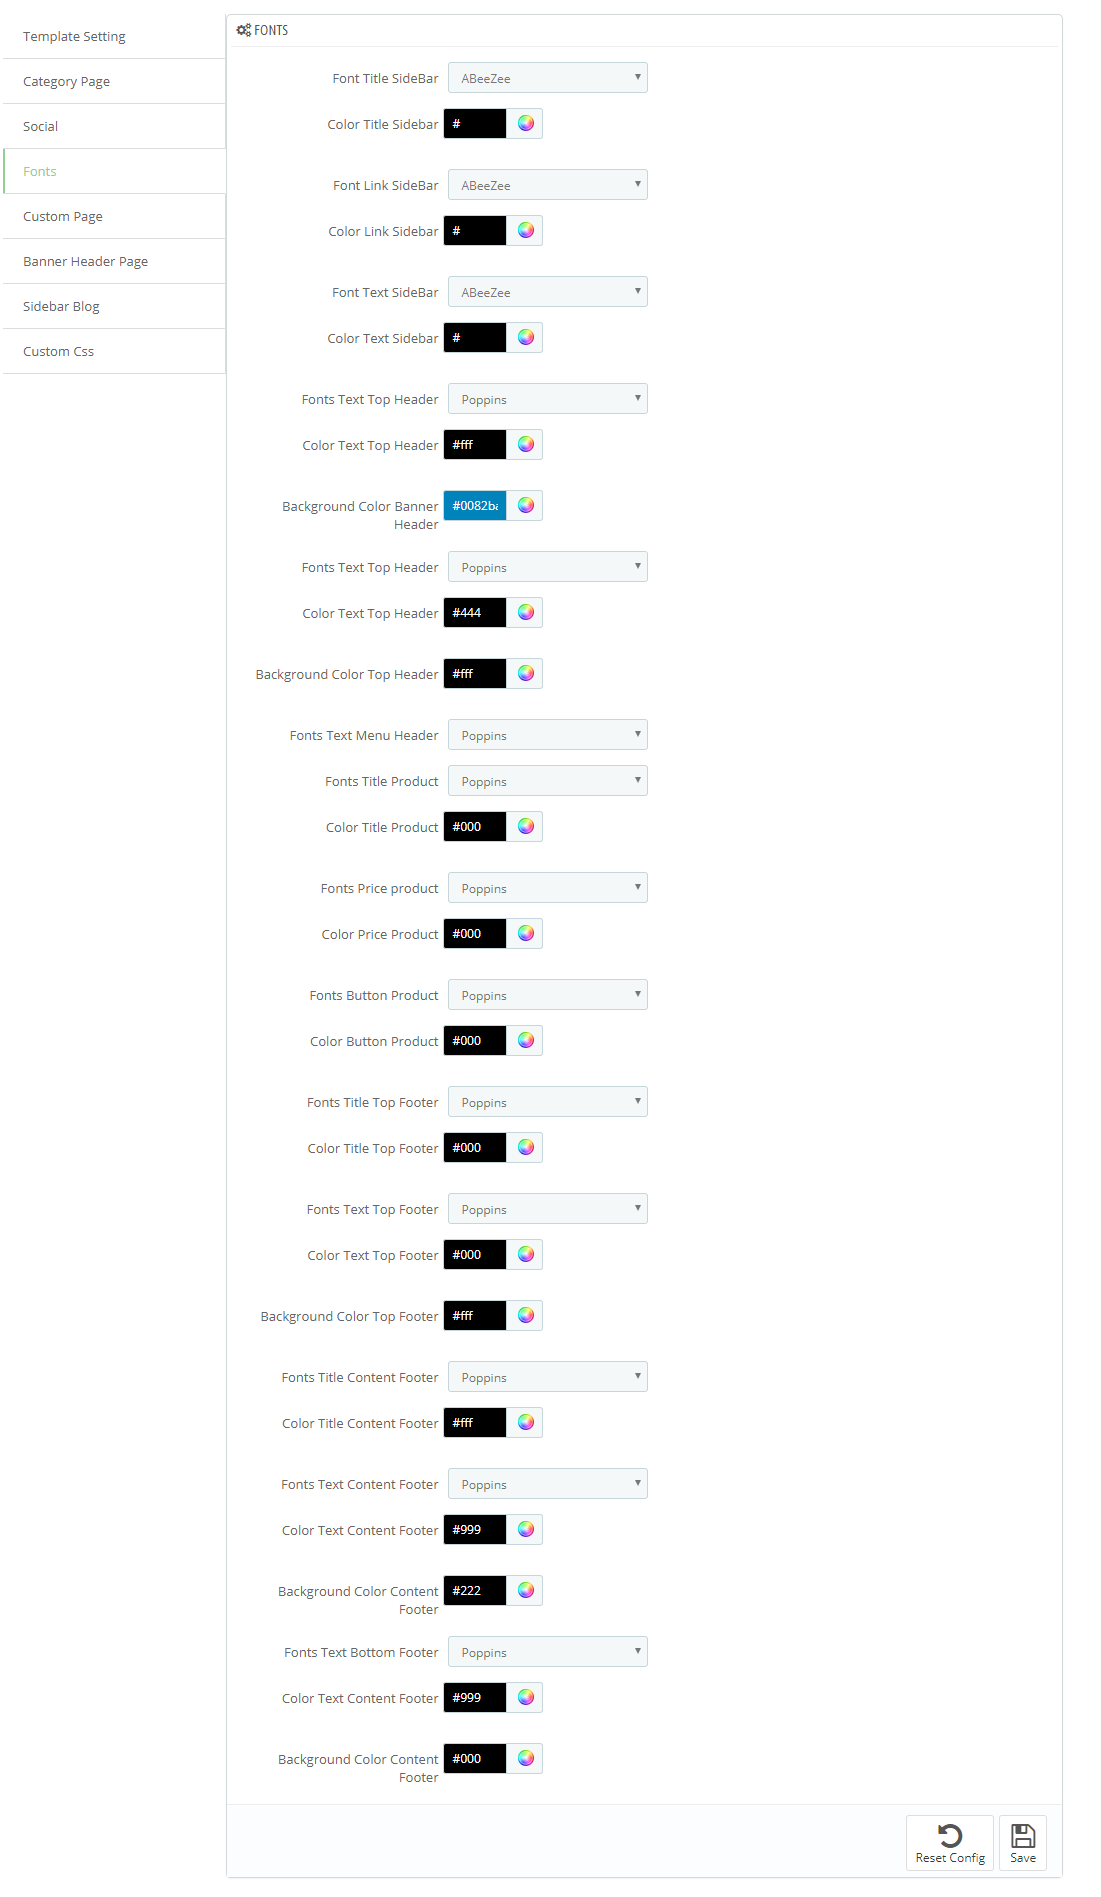 Template Setting
Category Page
Social
Fonts
Custom Page
Banner Header Page
Sidebar Blog
Custom Css
FONTS
Font Title SideBar ABeeZee
Color Title Sidebar #
Font Link SideBar ABeeZee
Color Link Sidebar #
Font Text SideBar ABeeZee
Color Text Sidebar #
Fonts Text Top Header Poppins
Color Text Top Header #fff
Background Color Banner #0082ba
Header
Fonts Text Top Header Poppins
Color Text Top Header #444
Background Color Top Header #fff
Fonts Text Menu Header Poppins
Fonts Title Product Poppins
Color Title Product #000
Fonts Price product Poppins
Color Price Product #000
Fonts Button Product Poppins
Color Button Product #000
Fonts Title Top Footer Poppins
Color Title Top Footer #000
Fonts Text Top Footer Poppins
Color Text Top Footer #000
Background Color Top Footer #fff
Fonts Title Content Footer Poppins
Color Title Content Footer #fff
Fonts Text Content Footer Poppins
Color Text Content Footer #999
Background Color Content #222
Footer
Fonts Text Bottom Footer Poppins
Color Text Content Footer #999
Background Color Content #000
Footer
Reset Config
Save